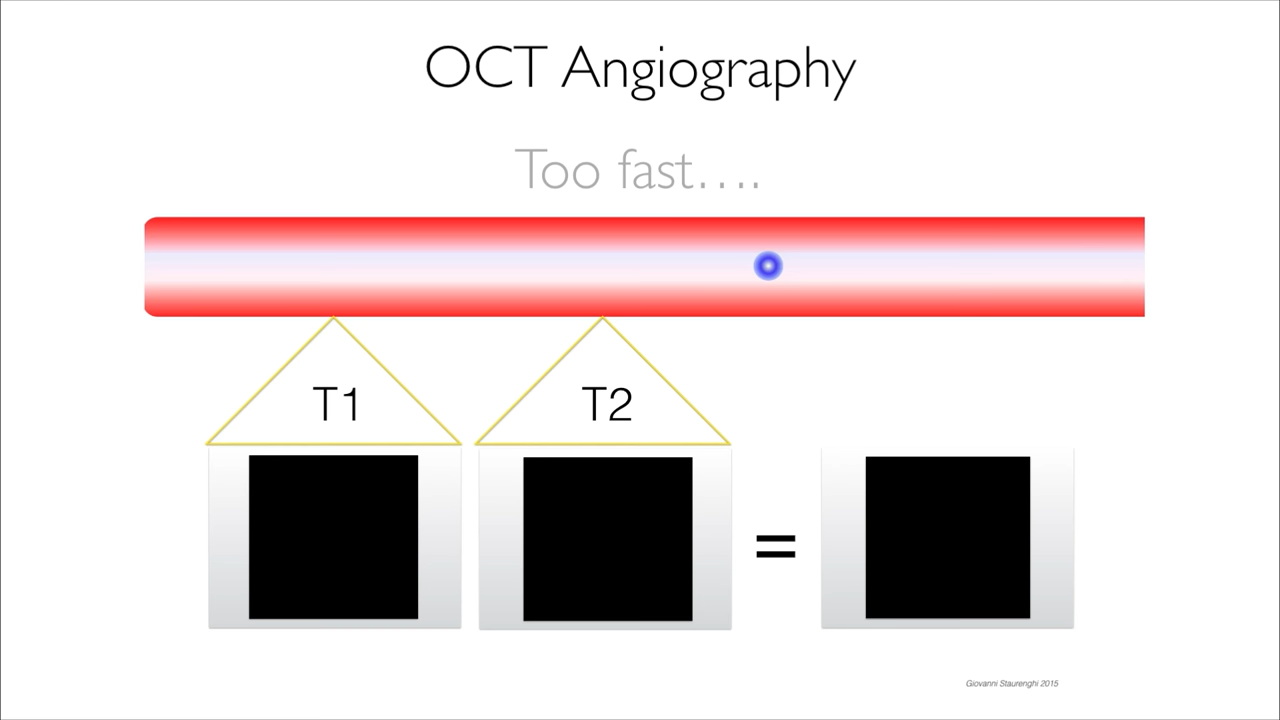 OCT Angiography
Too fast....
T1 T2
=
Giovanni Staurenghi 2015